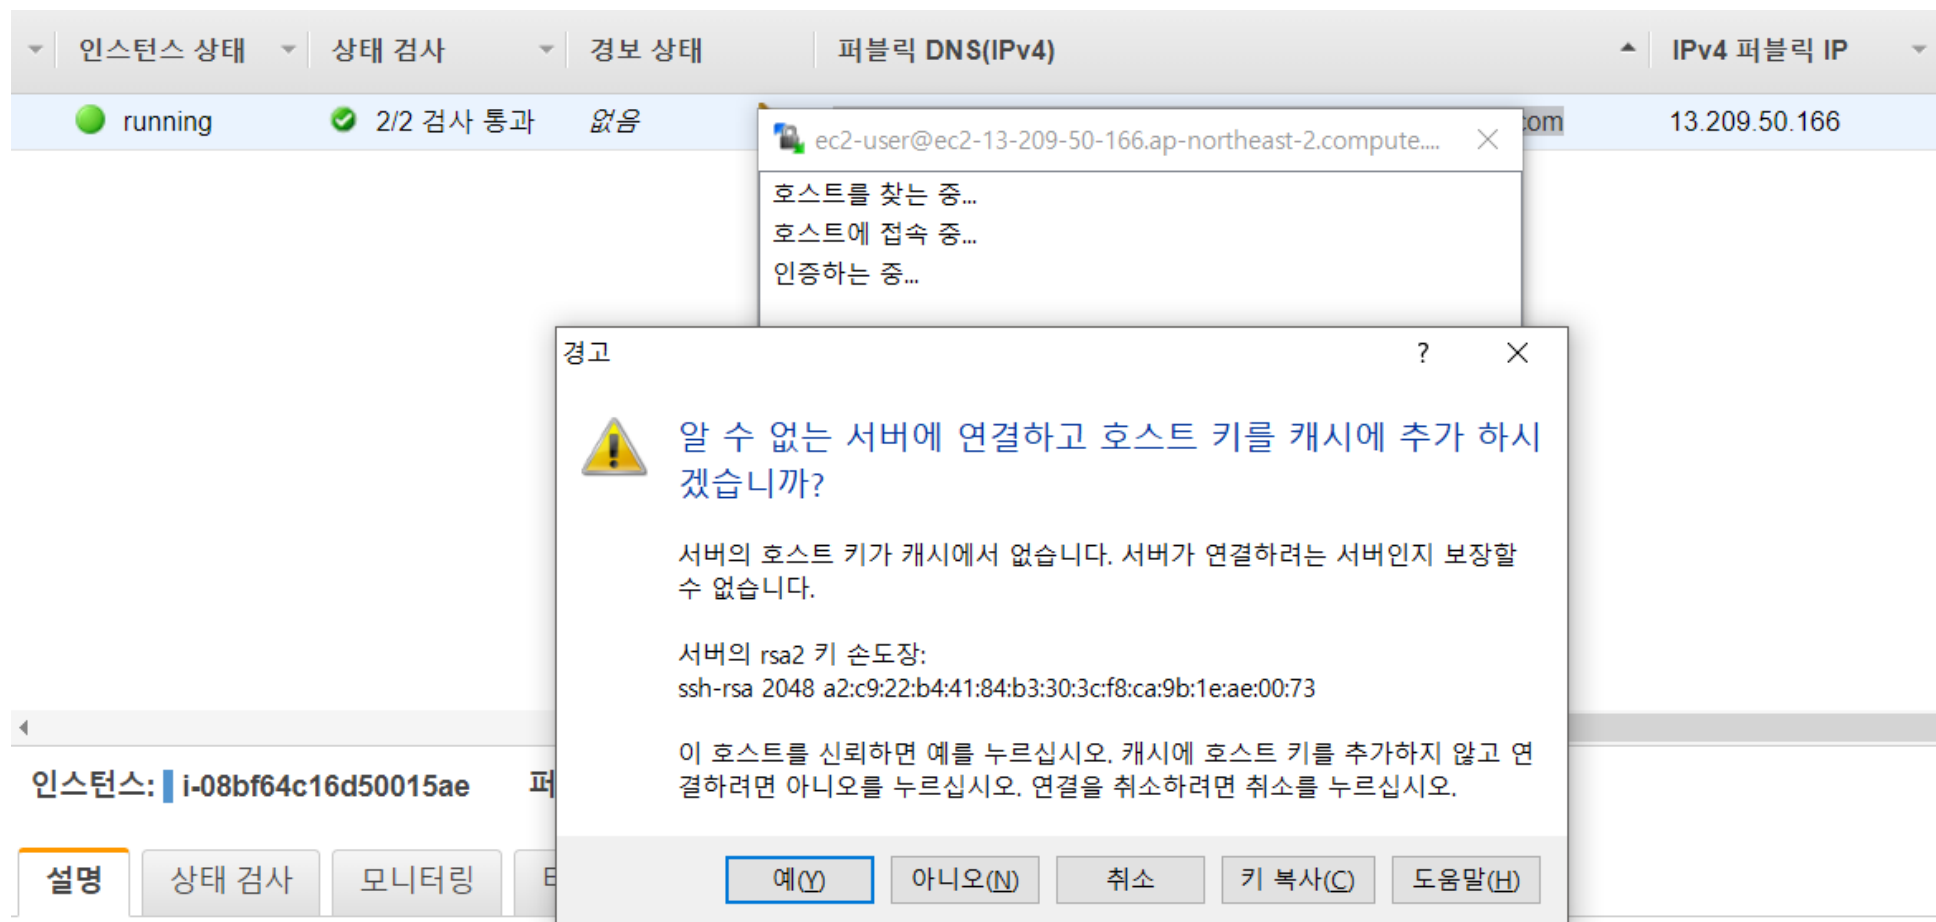 인스턴스 상태 상태 검사 경보 상태 퍼블릭 DNS(IPv4) IPv4 퍼블릭 IP
running 2/2 검사 통과 없음 com 13.209.50.166
ec2-user@ec2-13-209-50-166.ap-northeast-2.compute....
호스트를 찾는 중...
호스트에 접속 중...
인증하는 중...
경고 ?
알 수 없는 서버에 연결하고 호스트 키를 캐시에 추가 하시
겠습니까?
서버의 호스트 키가 캐시에서 없습니다. 서버가 연결하려는 서버인지 보장할
수 없습니다.
서버의 rsa2 키 손도장:
ssh-rsa 2048 a2:c9:22:b4:41:84:b3:30:3c:f8:ca:9b:1e:ae:00:73
이 호스트를 신뢰하면 예를 누르십시오. 캐시에 호스트 키를 추가하지 않고 연
결하려면 아니오를 누르십시오. 연결을 취소하려면 취소를 누르십시오.
인스턴스: i-08bf64c16d50015ae 퍼
설명 상태 검사 모니터링
예(Y) 아니오(N) 취소 키 복사(C) 도움말(H)